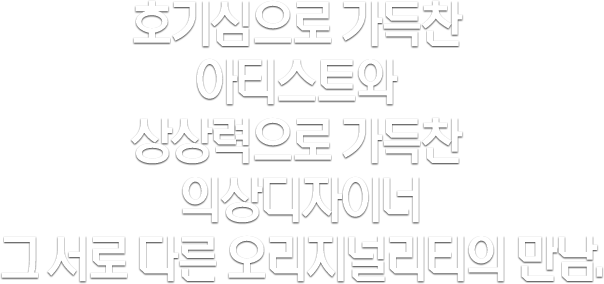 호기심으로 가득찬
아티스트와
상상력으로 가득찬
의상디자이너
그 서로 다른 오리지널리티의 만남.